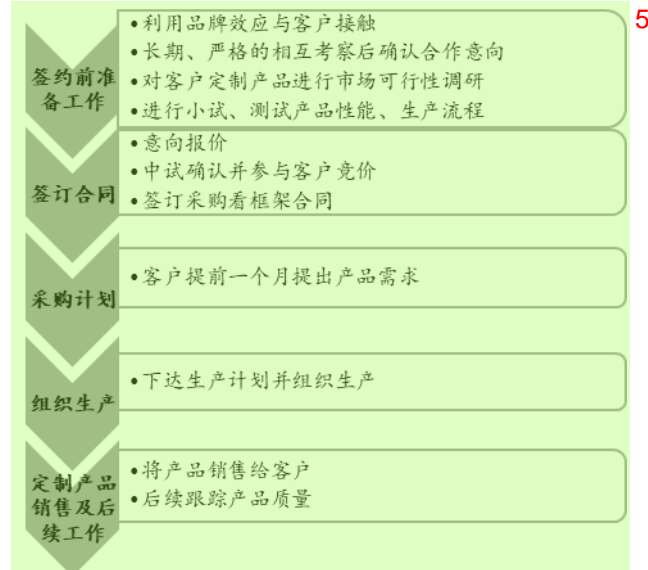 5
签约前准
备工作
•利用品牌效应与客户接触
•长期、严格的相互考察后确认合作意向
•对客户定制产品进行市场可行性调研
•进行小试、测试产品性能、生产流程
签订合同
•意向报价
•中试确认并参与客户竞价
•签订采购看框架合同
采购计划
•客户提前一个月提出产品需求
组织生产
•下达生产计划并组织生产
定制产品
销售及后
续工作
•将产品销售给客户
•后续跟踪产品质量